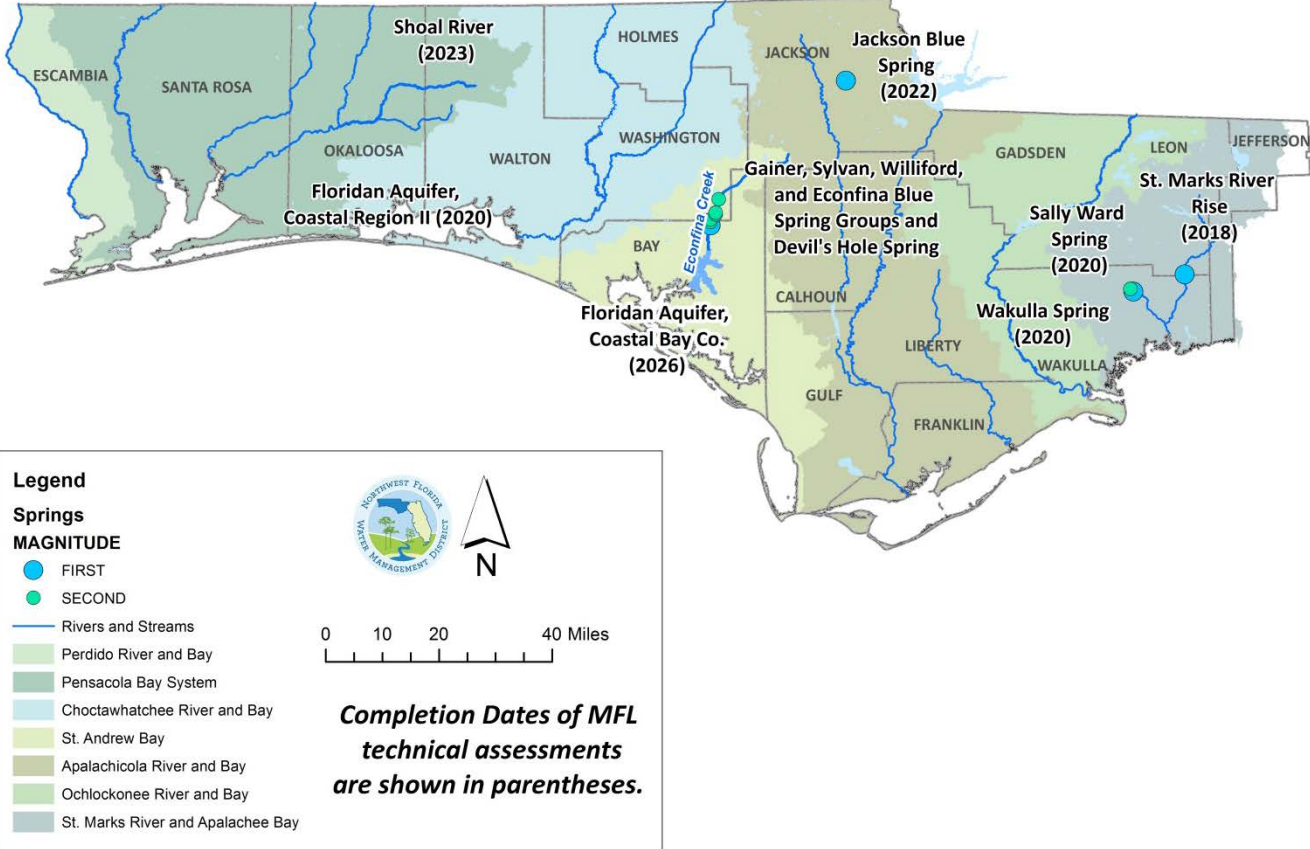 Shoal River
(2023)
HOLMES
JACKSON
Jackson Blue
Spring
(2022)
ESCAMBIA
SANTA ROSA
OKALOOSA
WALTON
WASHINGTON
GADSDEN
LEON
JEFFERSON
Floridan Aquifer,
Coastal Region II (2020)
Econfina Creek
Gainer, Sylvan, Williford,
and Econfina Blue
Spring Groups and
Devil's Hole Spring
St. Marks River
Rise
(2018)
Sally Ward
Spring
(2020)
BAY
CALHOUN
Floridan Aquifer,
Coastal Bay Co.
(2026)
Wakulla Spring
(2020)
LIBERTY
WAKULLA
GULF
FRANKLIN
Legend
Springs
MAGNITUDE
FIRST
SECOND
Rivers and Streams
Perdido River and Bay
Pensacola Bay System
Choctawhatchee River and Bay
St. Andrew Bay
Apalachicola River and Bay
Ochlockonee River and Bay
St. Marks River and Apalachee Bay
NORTHWEST FLORIDA
WATER MANAGEMENT DISTRICT
N
0 10 20 40 Miles
Completion Dates of MFL
technical assessments
are shown in parentheses.